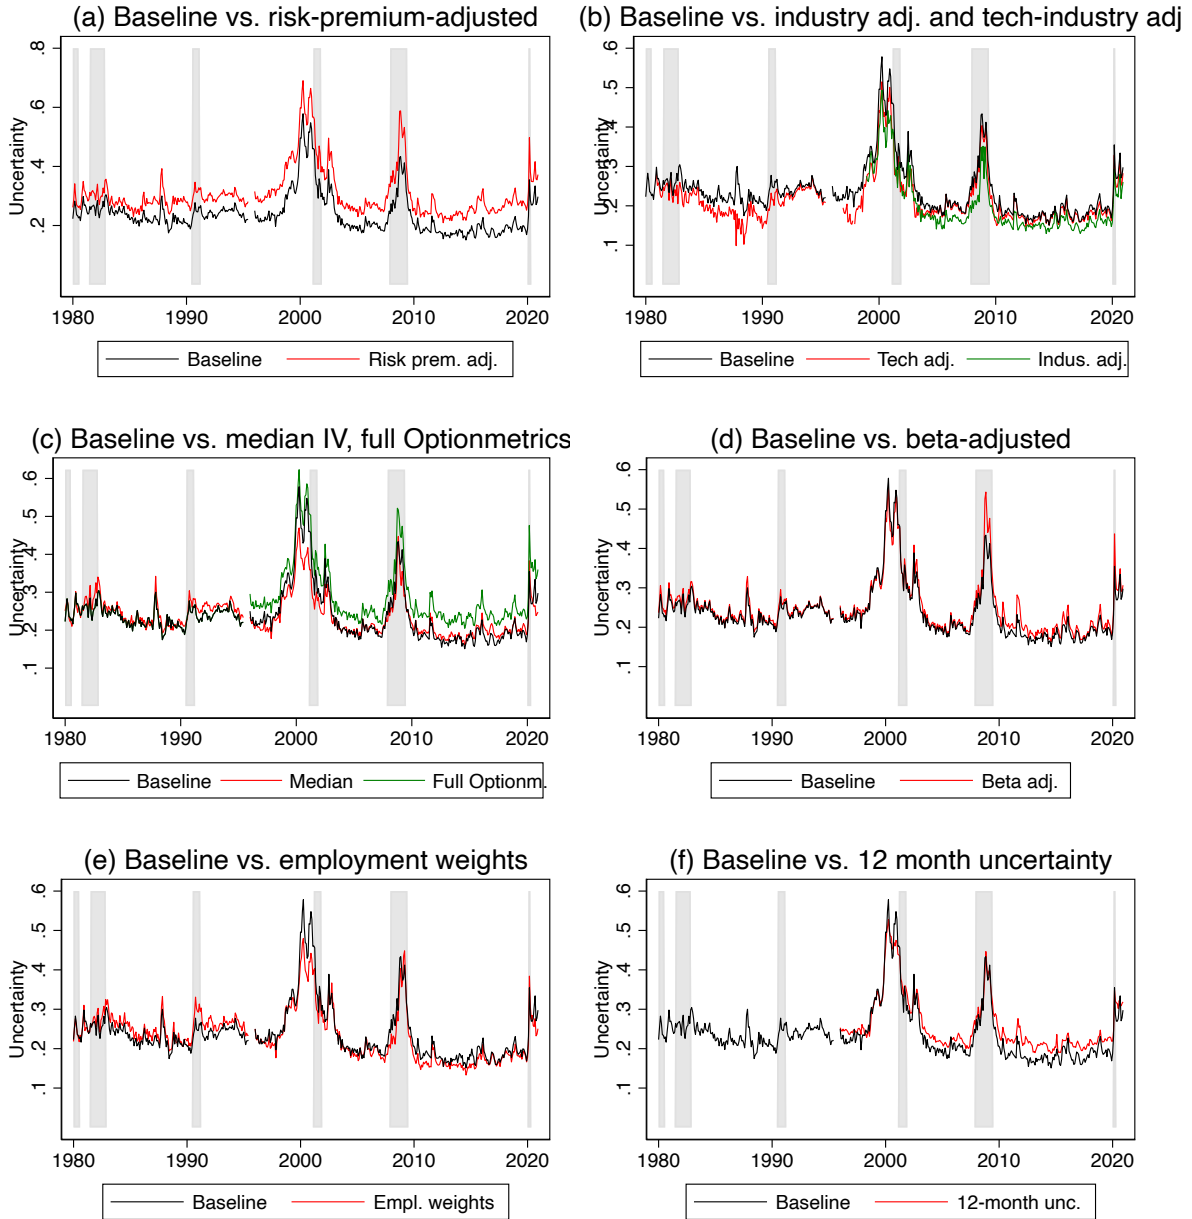 (a) Baseline vs. risk-premium-adjusted
Uncertainty
.8
.6
.4
.2
1980 1990 2000 2010 2020
Baseline Risk prem. adj.
(b) Baseline vs. industry adj. and tech-industry adj
Uncertainty
.6
.5
.4
.3
.2
.1
1980 1990 2000 2010 2020
Baseline Tech adj. Indus. adj.
(c) Baseline vs. median IV, full Optionmetrics
Uncertainty
.6
.5
.4
.3
.2
.1
1980 1990 2000 2010 2020
Baseline Median Full Optionm.
(d) Baseline vs. beta-adjusted
Uncertainty
.6
.5
.4
.3
.2
.1
1980 1990 2000 2010 2020
Baseline Beta adj.
(e) Baseline vs. employment weights
Uncertainty
.6
.5
.4
.3
.2
.1
1980 1990 2000 2010 2020
Baseline Empl. weights
(f) Baseline vs. 12 month uncertainty
Uncertainty
.6
.5
.4
.3
.2
.1
1980 1990 2000 2010 2020
Baseline 12-month unc.